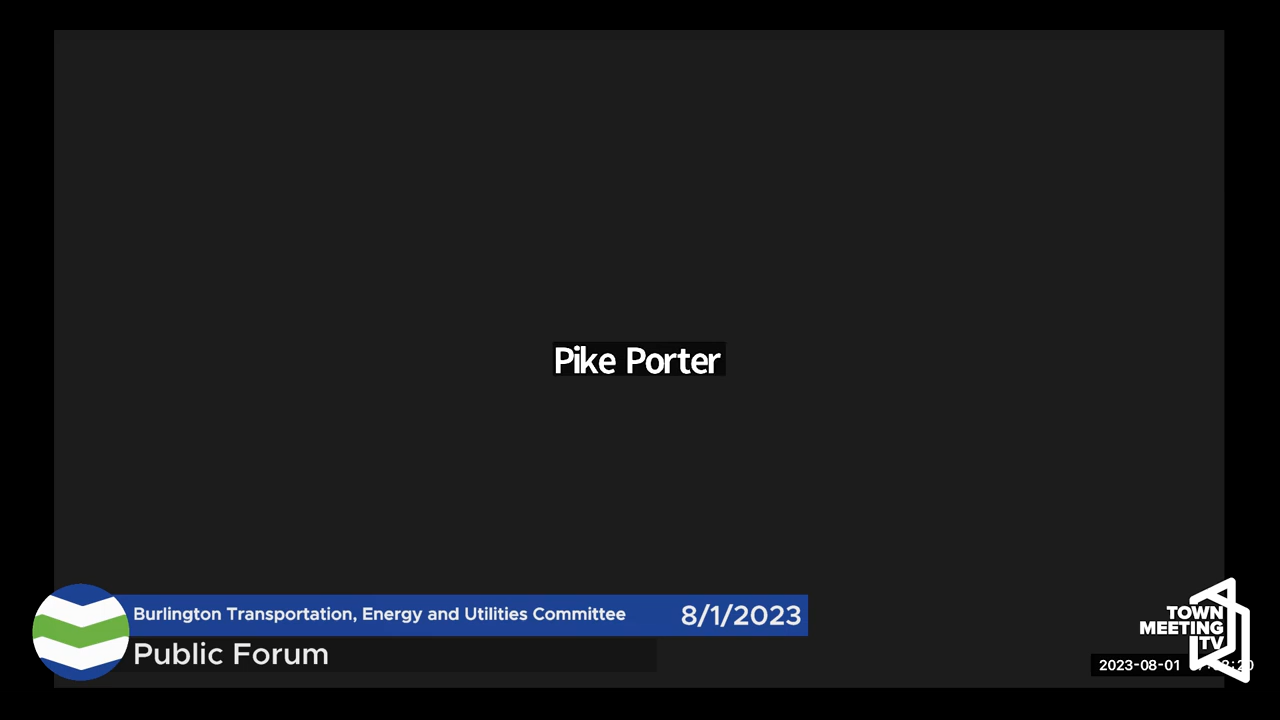 Pike Porter
Burlington Transportation, Energy and Utilities Committee 8/1/2023
Public Forum
TOWN
MEETING
TV
2023-08-01